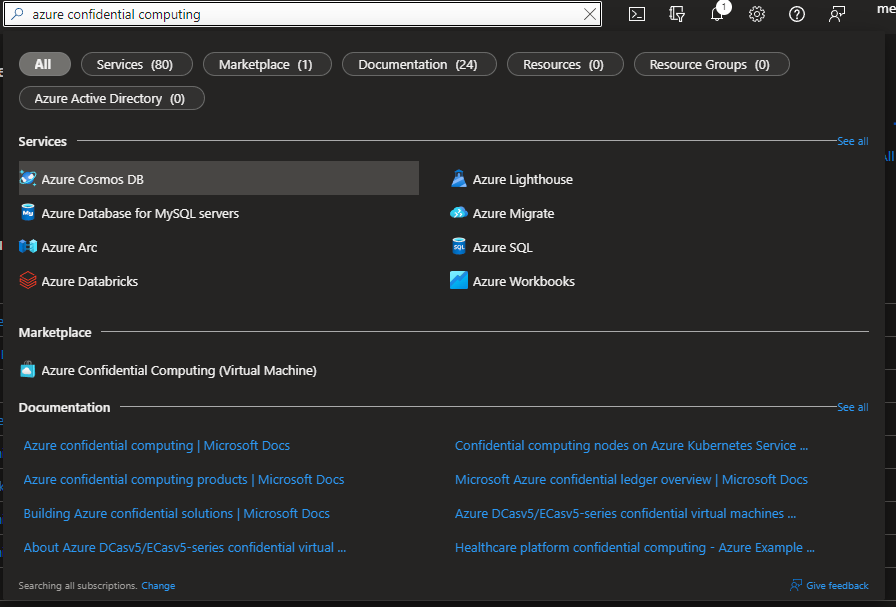 azure confidential computing
1
me
All
Services (80)
Marketplace (1)
Documentation (24)
Resources (0)
Resource Groups (0)
Azure Active Directory (0)
Services
See all
All
Azure Cosmos DB
Azure Lighthouse
Azure Database for MySQL servers
Azure Migrate
Azure Arc
SQL
Azure SQL
Azure Databricks
Azure Workbooks
Marketplace
Azure Confidential Computing (Virtual Machine)
Documentation
See all
Azure confidential computing | Microsoft Docs
Confidential computing nodes on Azure Kubernetes Service ...
Azure confidential computing products | Microsoft Docs
Microsoft Azure confidential ledger overview | Microsoft Docs
Building Azure confidential solutions | Microsoft Docs
Azure DCasv5/ECasv5-series confidential virtual machines ...
About Azure DCasv5/ECasv5-series confidential virtual ...
Healthcare platform confidential computing - Azure Example ...
Searching all subscriptions. Change
Give feedback